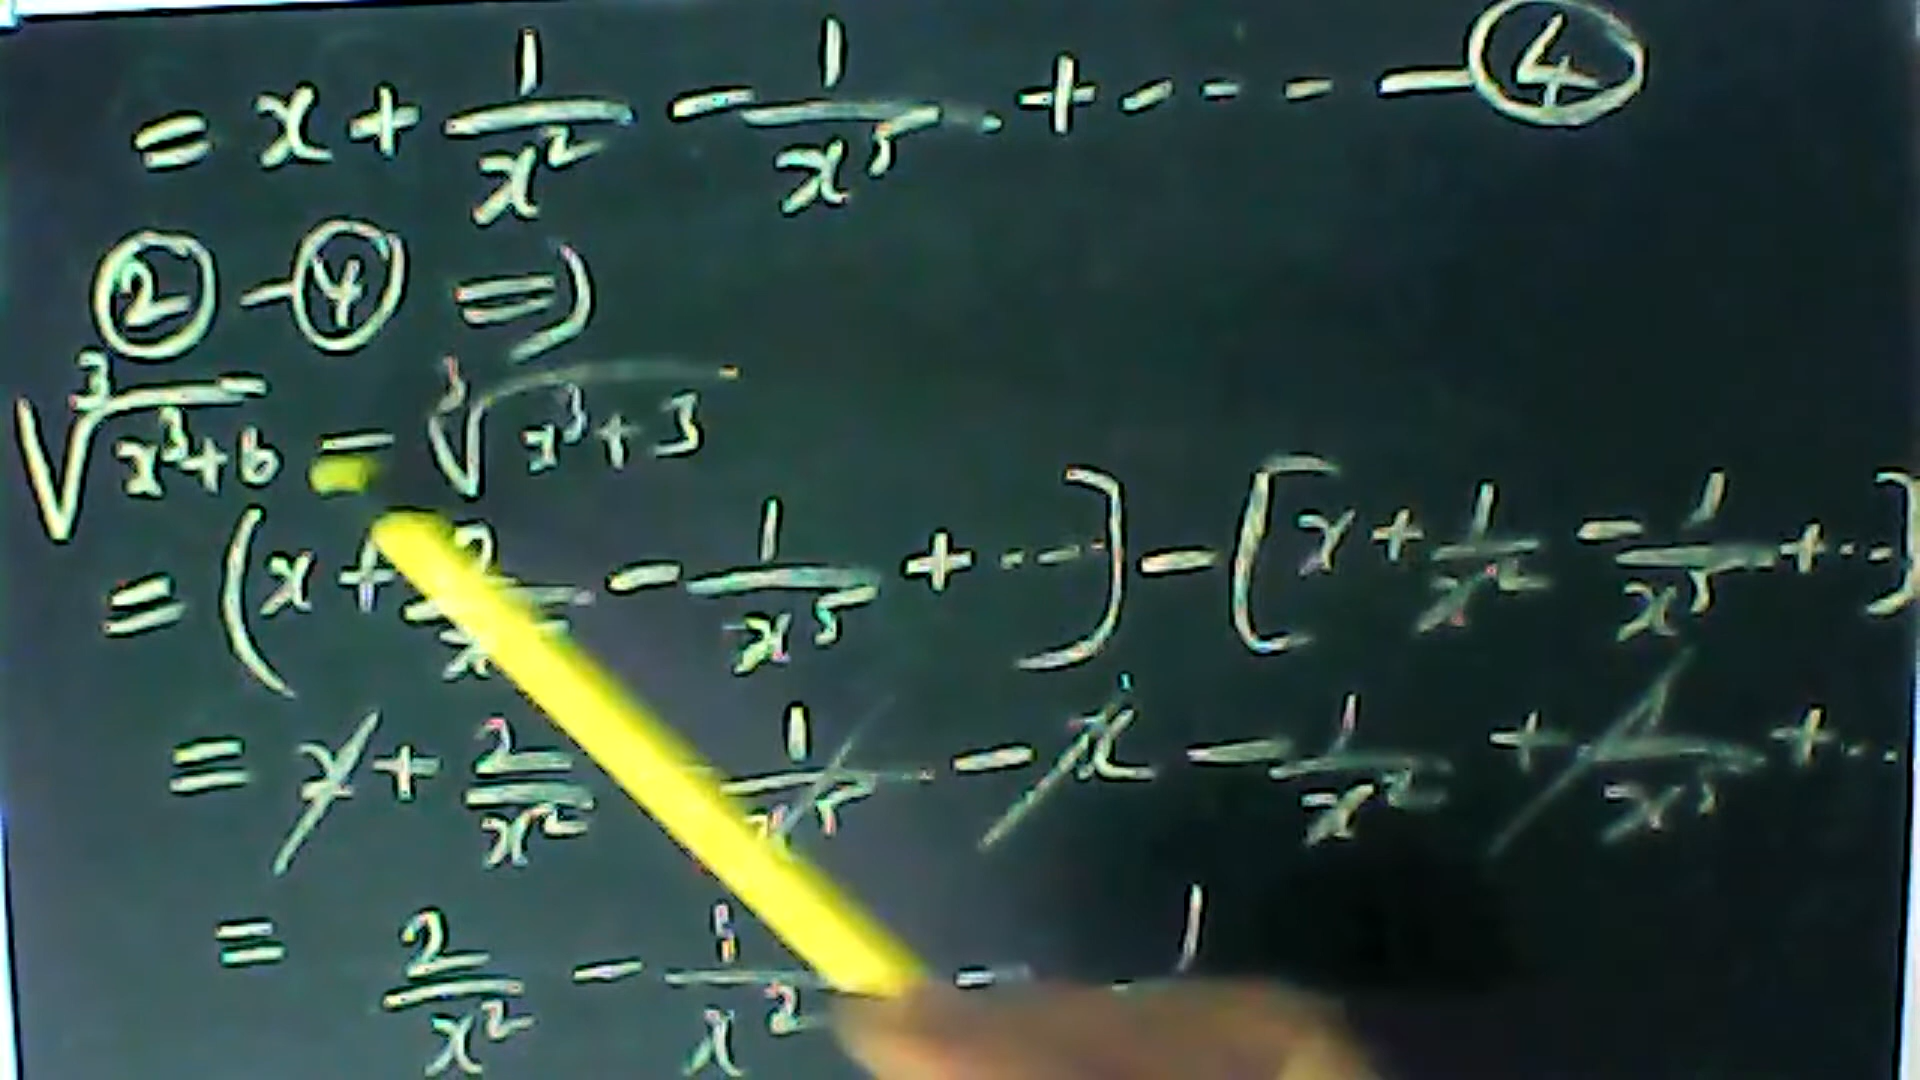 = x + 1/x² - 1/x⁵ + ---- — ④
② - ④ ⇒
∛(x³+6) - ∛(x³+3)
= (x + 2/x - 1/x⁵ + ...) - [x + 1/x² - 1/x⁵ + ...]
= x + 2/x² - 1/x⁵ - x - 1/x² + 1/x⁵ + ..
= 2/x² - 1/x² - 1